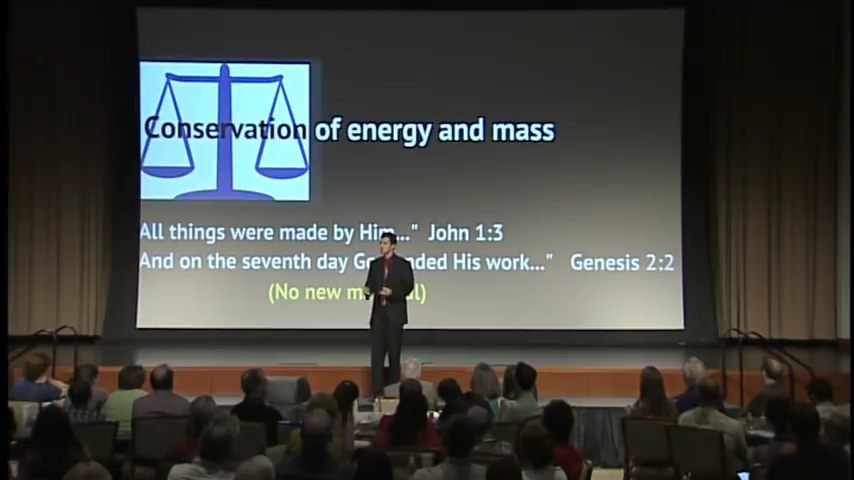 Conservation of energy and mass
All things were made by Him..." John 1:3
And on the seventh day ended His work..." Genesis 2:2
(No new